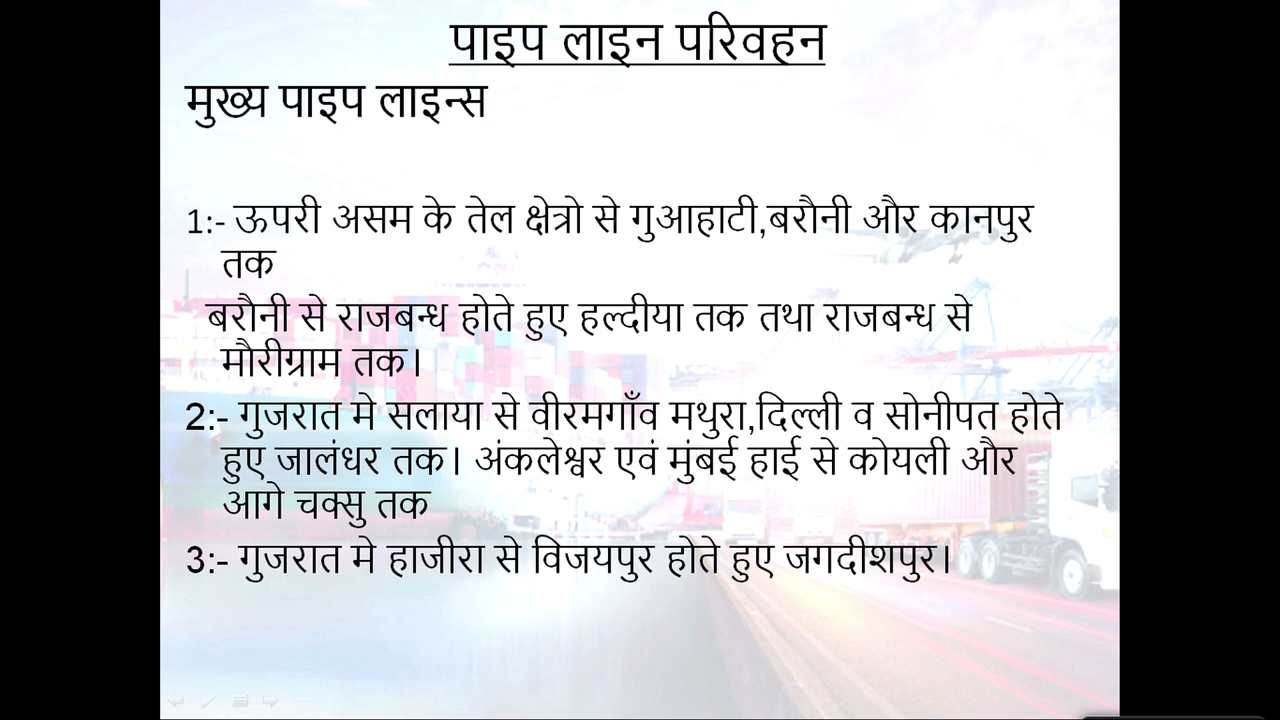 पाइप लाइन परिवहन
मुख्य पाइप लाइन्स
1:- ऊपरी असम के तेल क्षेत्रो से गुआहाटी,बरौनी और कानपुर
तक
बरौनी से राजबन्ध होते हुए हल्दीया तक तथा राजबन्ध से
मौरीग्राम तक।
2:- गुजरात मे सलाया से वीरमगाँव मथुरा,दिल्ली व सोनीपत होते
हुए जालंधर तक। अंकलेश्वर एवं मुंबई हाई से कोयली और
आगे चक्सु तक
3:- गुजरात मे हाजीरा से विजयपुर होते हुए जगदीशपुर।